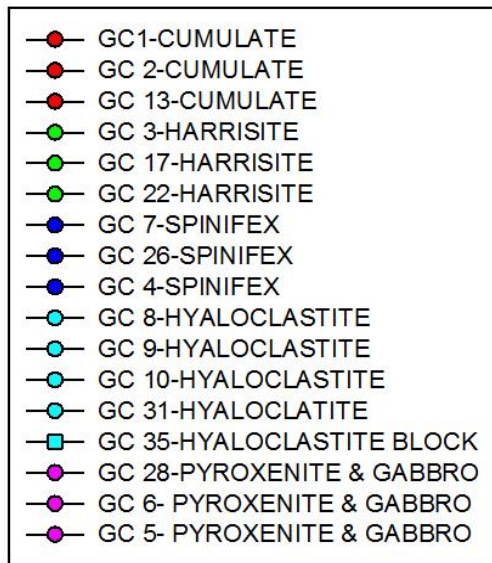 GC1-CUMULATE
GC 2-CUMULATE
GC 13-CUMULATE
GC 3-HARRISITE
GC 17-HARRISITE
GC 22-HARRISITE
GC 7-SPINIFEX
GC 26-SPINIFEX
GC 4-SPINIFEX
GC 8-HYALOCLASTITE
GC 9-HYALOCLASTITE
GC 10-HYALOCLASTITE
GC 31-HYALOCLATITE
GC 35-HYALOCLASTITE BLOCK
GC 28-PYROXENITE & GABBRO
GC 6- PYROXENITE & GABBRO
GC 5- PYROXENITE & GABBRO